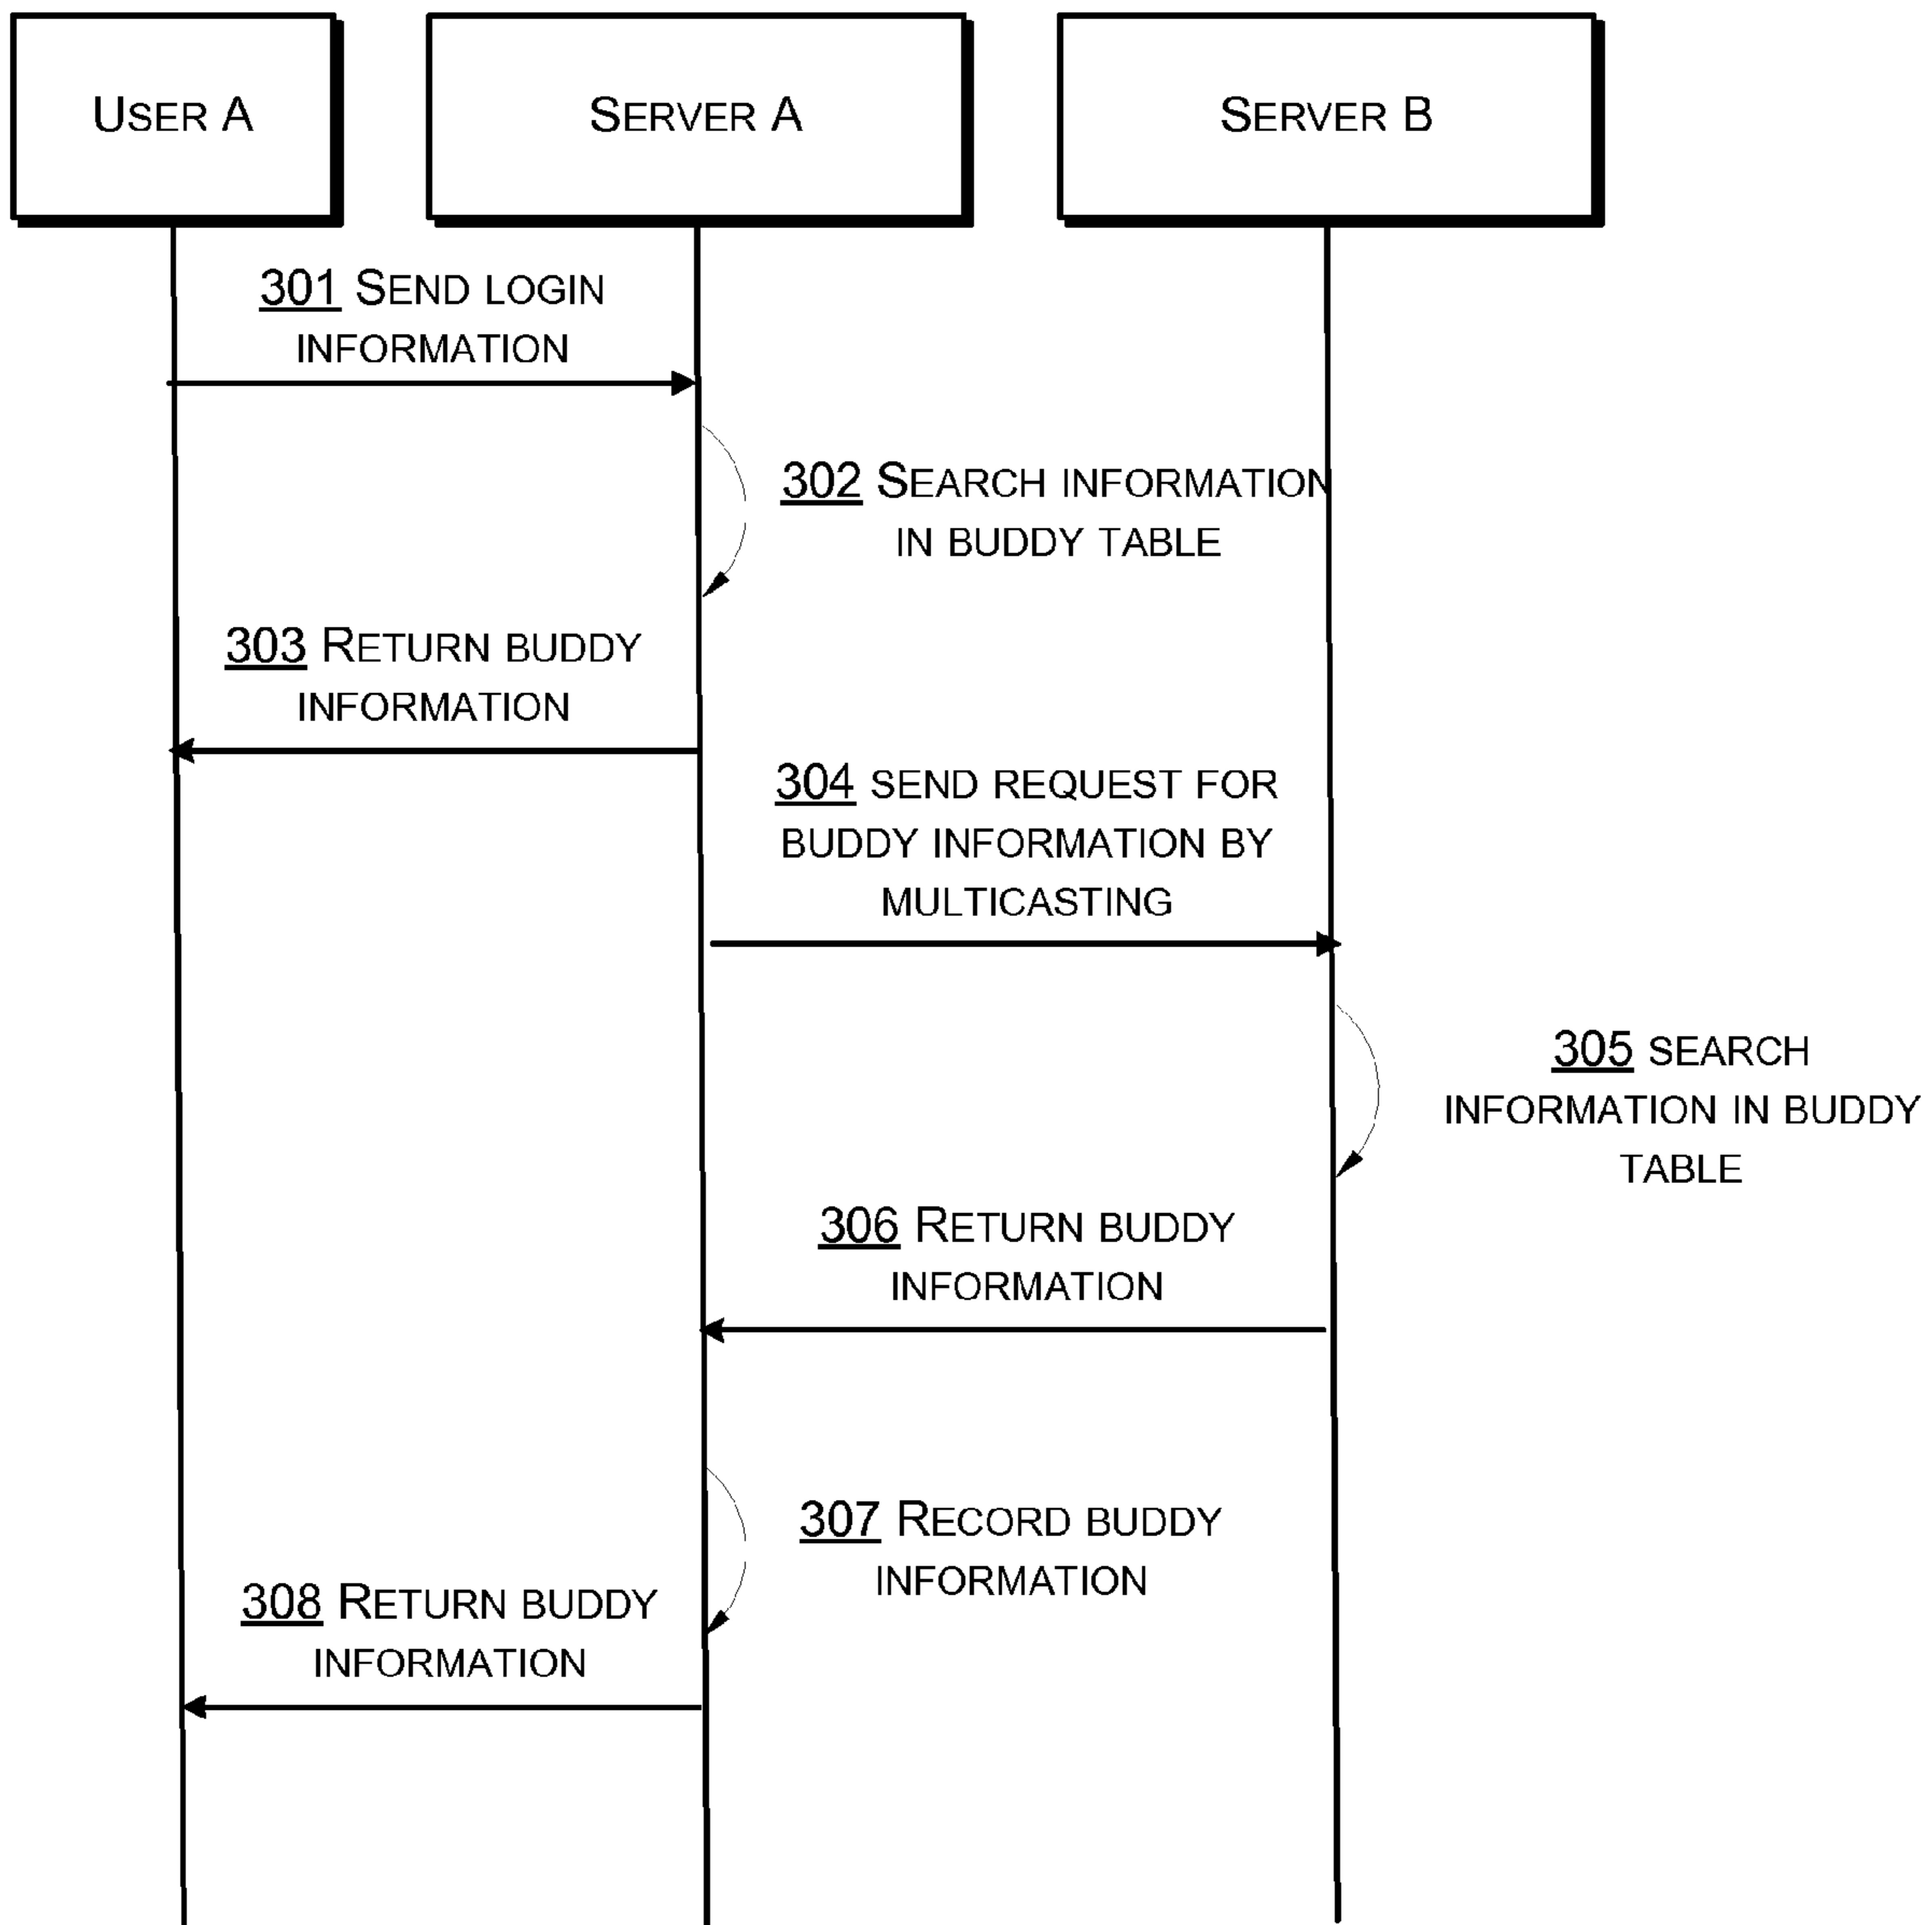 USER A
SERVER A
SERVER B
301 SEND LOGIN
INFORMATION
302 SEARCH INFORMATION
IN BUDDY TABLE
303 RETURN BUDDY
INFORMATION
304 SEND REQUEST FOR
BUDDY INFORMATION BY
MULTICASTING
305 SEARCH
INFORMATION IN BUDDY
TABLE
306 RETURN BUDDY
INFORMATION
307 RECORD BUDDY
INFORMATION
308 RETURN BUDDY
INFORMATION